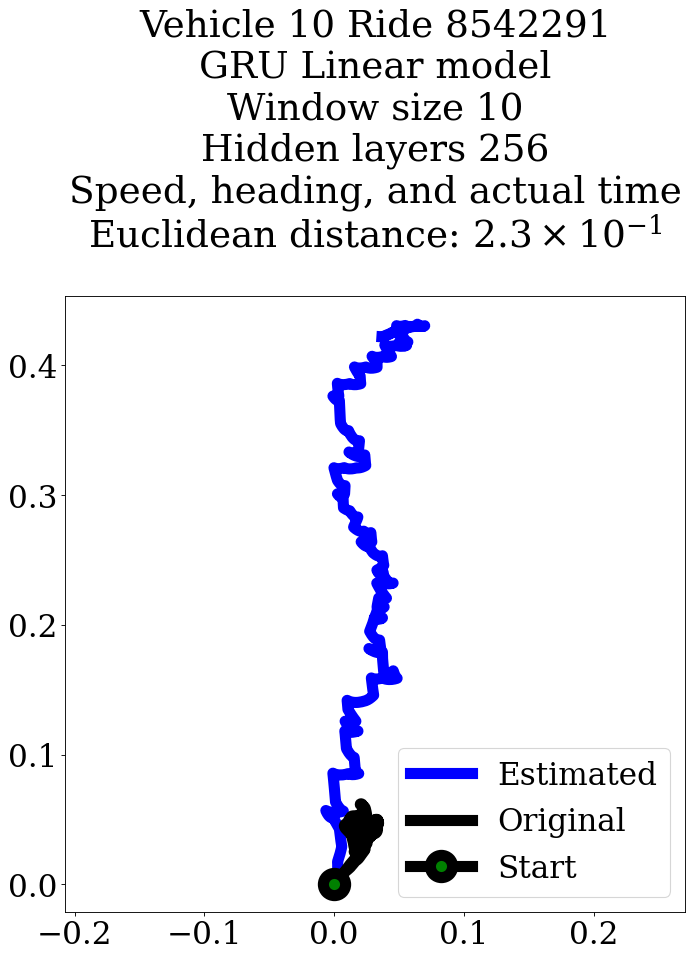 Vehicle 10 Ride 8542291
GRU Linear model
Window size 10
Hidden layers 256
Speed, heading, and actual time
Euclidean distance: 2.3 × 10⁻¹
0.4
0.3
0.2
0.1
0.0
Estimated
Original
Start
−0.2 −0.1 0.0 0.1 0.2